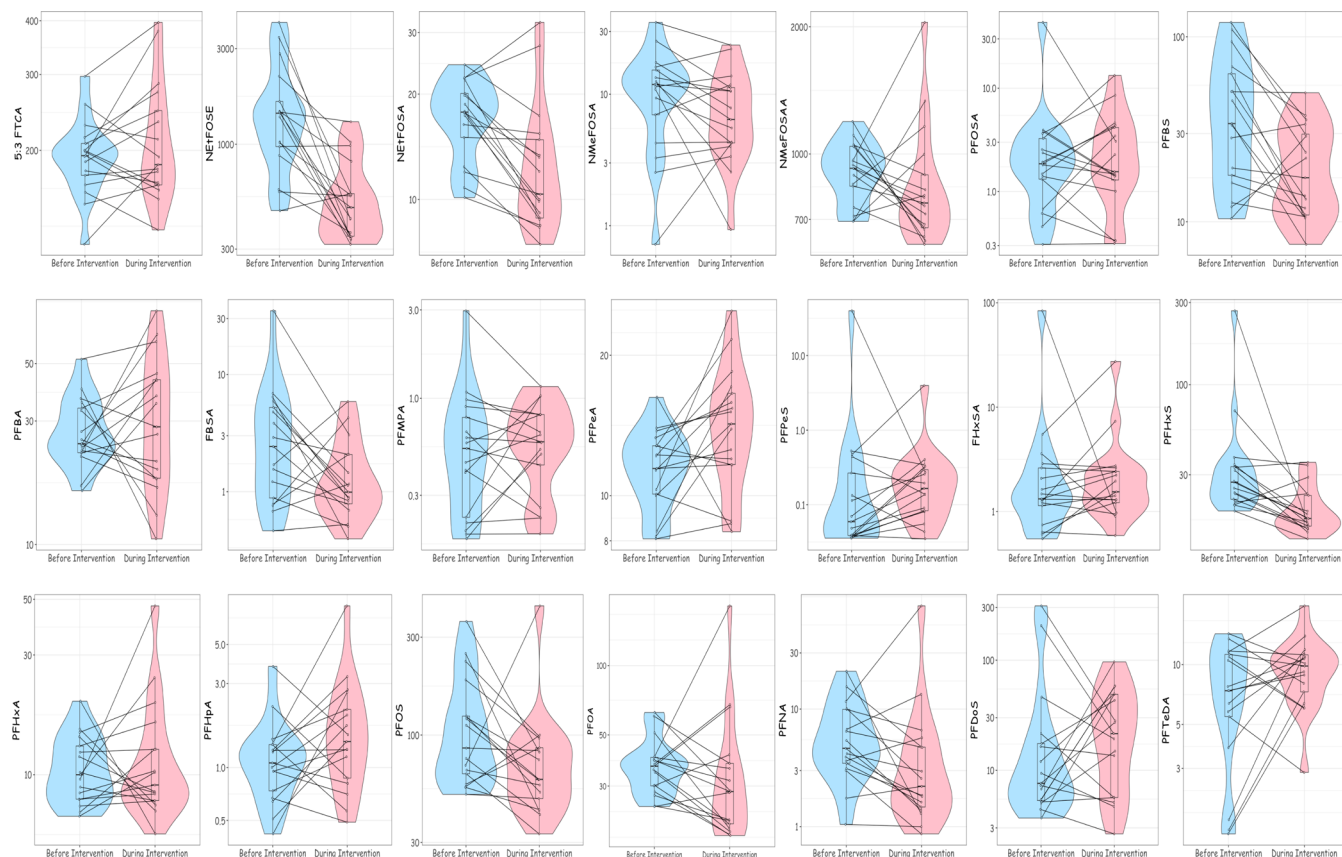 5:3 FTCA
400
300
200
Before Intervention During Intervention
NEtFOSE
3000
1000
300
Before Intervention During Intervention
NEtFOSA
30
20
10
Before Intervention During Intervention
NMeFOSA
30
10
3
1
Before Intervention During Intervention
NMeFOSAA
2000
1000
700
Before Intervention During Intervention
PFOSA
30.0
10.0
3.0
1.0
0.3
Before Intervention During Intervention
PFBS
100
30
10
Before Intervention During Intervention
PFBA
50
30
10
Before Intervention During Intervention
FBSA
30
10
3
1
Before Intervention During Intervention
PFMPA
3.0
1.0
0.3
Before Intervention During Intervention
PFPeA
20
10
8
Before Intervention During Intervention
PFPeS
10.0
1.0
0.1
Before Intervention During Intervention
FHxSA
100
10
1
Before Intervention During Intervention
PFHxS
300
100
30
Before Intervention During Intervention
PFHxA
50
30
10
Before Intervention During Intervention
PFHpA
5.0
3.0
1.0
0.5
Before Intervention During Intervention
PFOS
300
100
30
Before Intervention During Intervention
PFOA
100
50
30
Before Intervention During Intervention
PFNA
30
10
3
1
Before Intervention During Intervention
PFDoS
300
100
30
10
3
Before Intervention During Intervention
PFTeDA
10
5
3
Before Intervention During Intervention